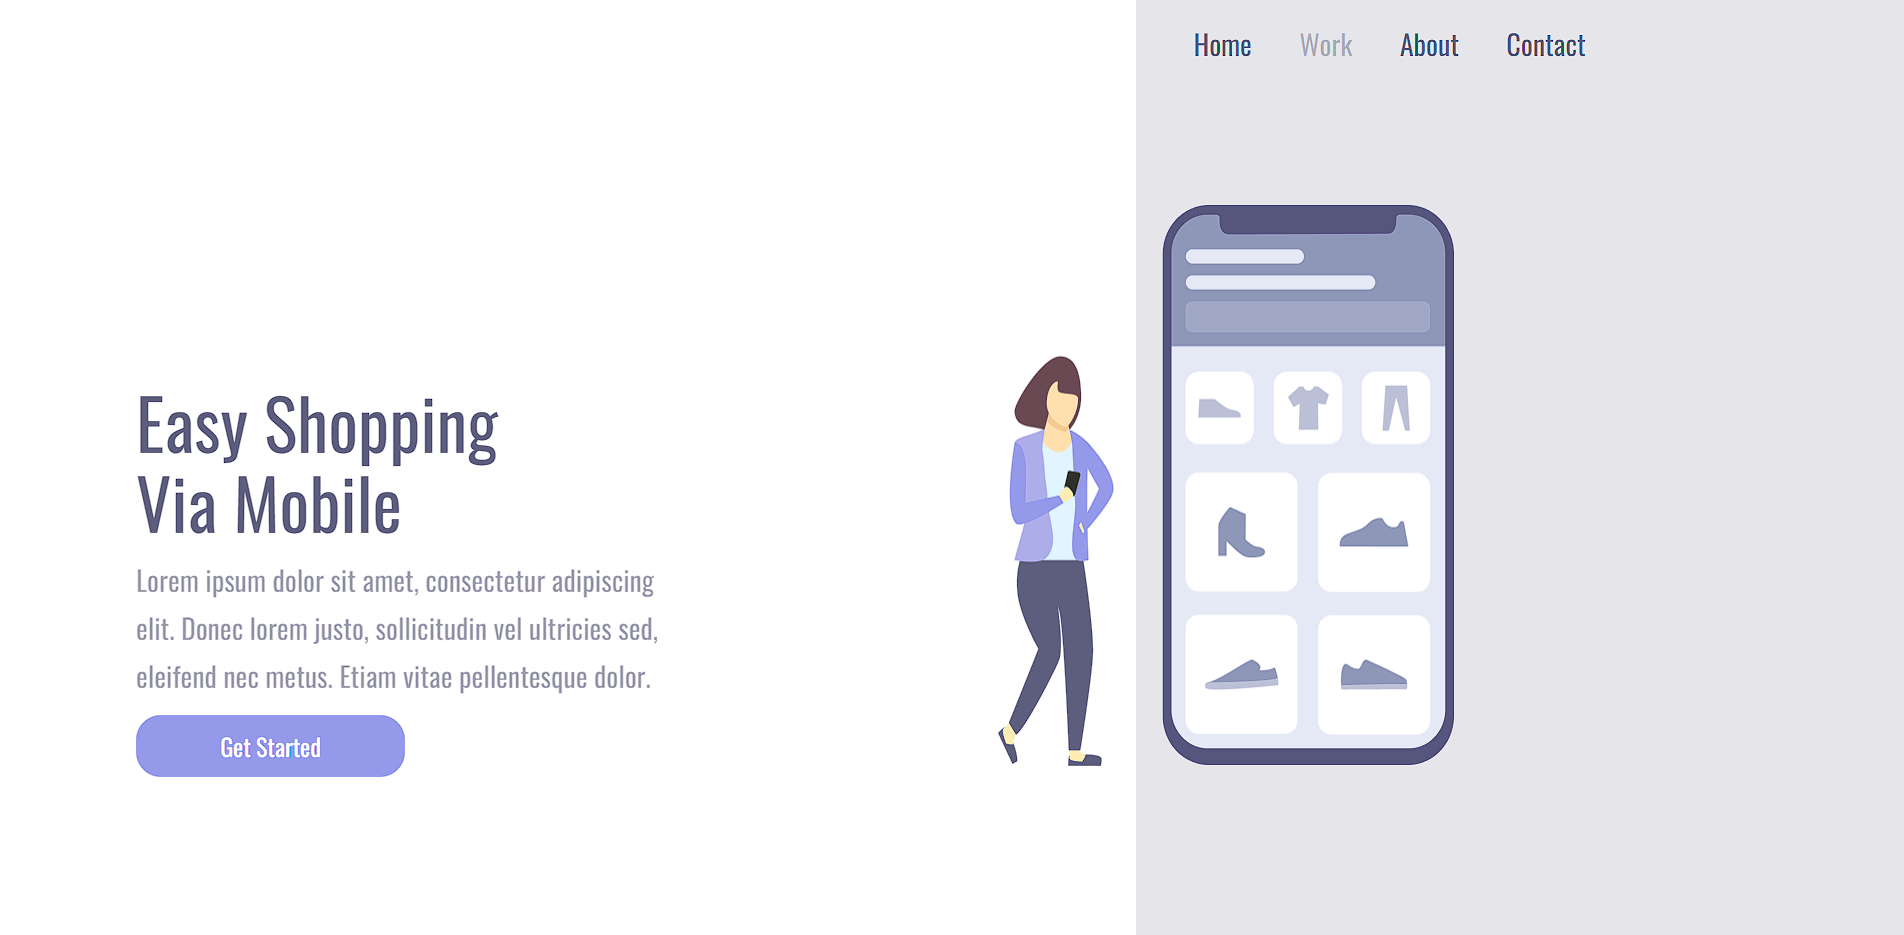 Home Work About Contact
Easy Shopping
Via Mobile
Lorem ipsum dolor sit amet, consectetur adipiscing
elit. Donec lorem justo, sollicitudin vel ultricies sed,
eleifend nec metus. Etiam vitae pellentesque dolor.
Get Started